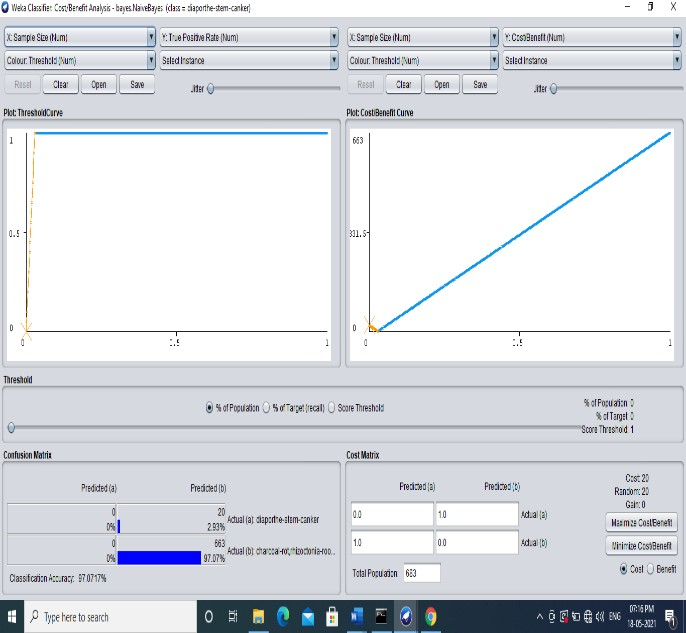 Weka Classifier: Cost/Benefit Analysis - bayes.NaiveBayes (class = diaporthe-stem-canker)
X: Sample Size (Num) Y: True Positive Rate (Num) X: Sample Size (Num) Y: Cost/Benefit (Num)
Colour: Threshold (Num) Select Instance Colour: Threshold (Num) Select Instance
Reset Clear Open Save Jitter Reset Clear Open Save Jitter
Plot: ThresholdCurve Plot: Cost/Benefit Curve
1 663
0.5 331.5
0 0
0 0.5 1 0 0.5 1
Threshold
% of Population % of Target (recall) Score Threshold
% of Population: 0
% of Target: 0
Score Threshold: 1
Confusion Matrix
Predicted (a) Predicted (b)
0 20
0% 2.93% Actual (a): diaporthe-stem-canker
0 663
0% 97.07% Actual (b): charcoal-rot,rhizoctonia-roo...
Classification Accuracy: 97.0717%
Cost Matrix
Predicted (a) Predicted (b)
0.0 1.0 Actual (a)
1.0 0.0 Actual (b)
Total Population: 683
Cost: 20
Random: 20
Gain: 0
Maximize Cost/Benefit
Minimize Cost/Benefit
Cost Benefit
Type here to search
ENG 07:16 PM
18-05-2021